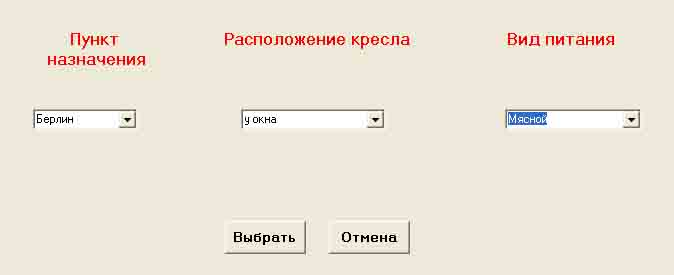 Пункт
назначения
Расположение кресла
Вид питания
Берлин
у окна
Мясной
Выбрать
Отмена